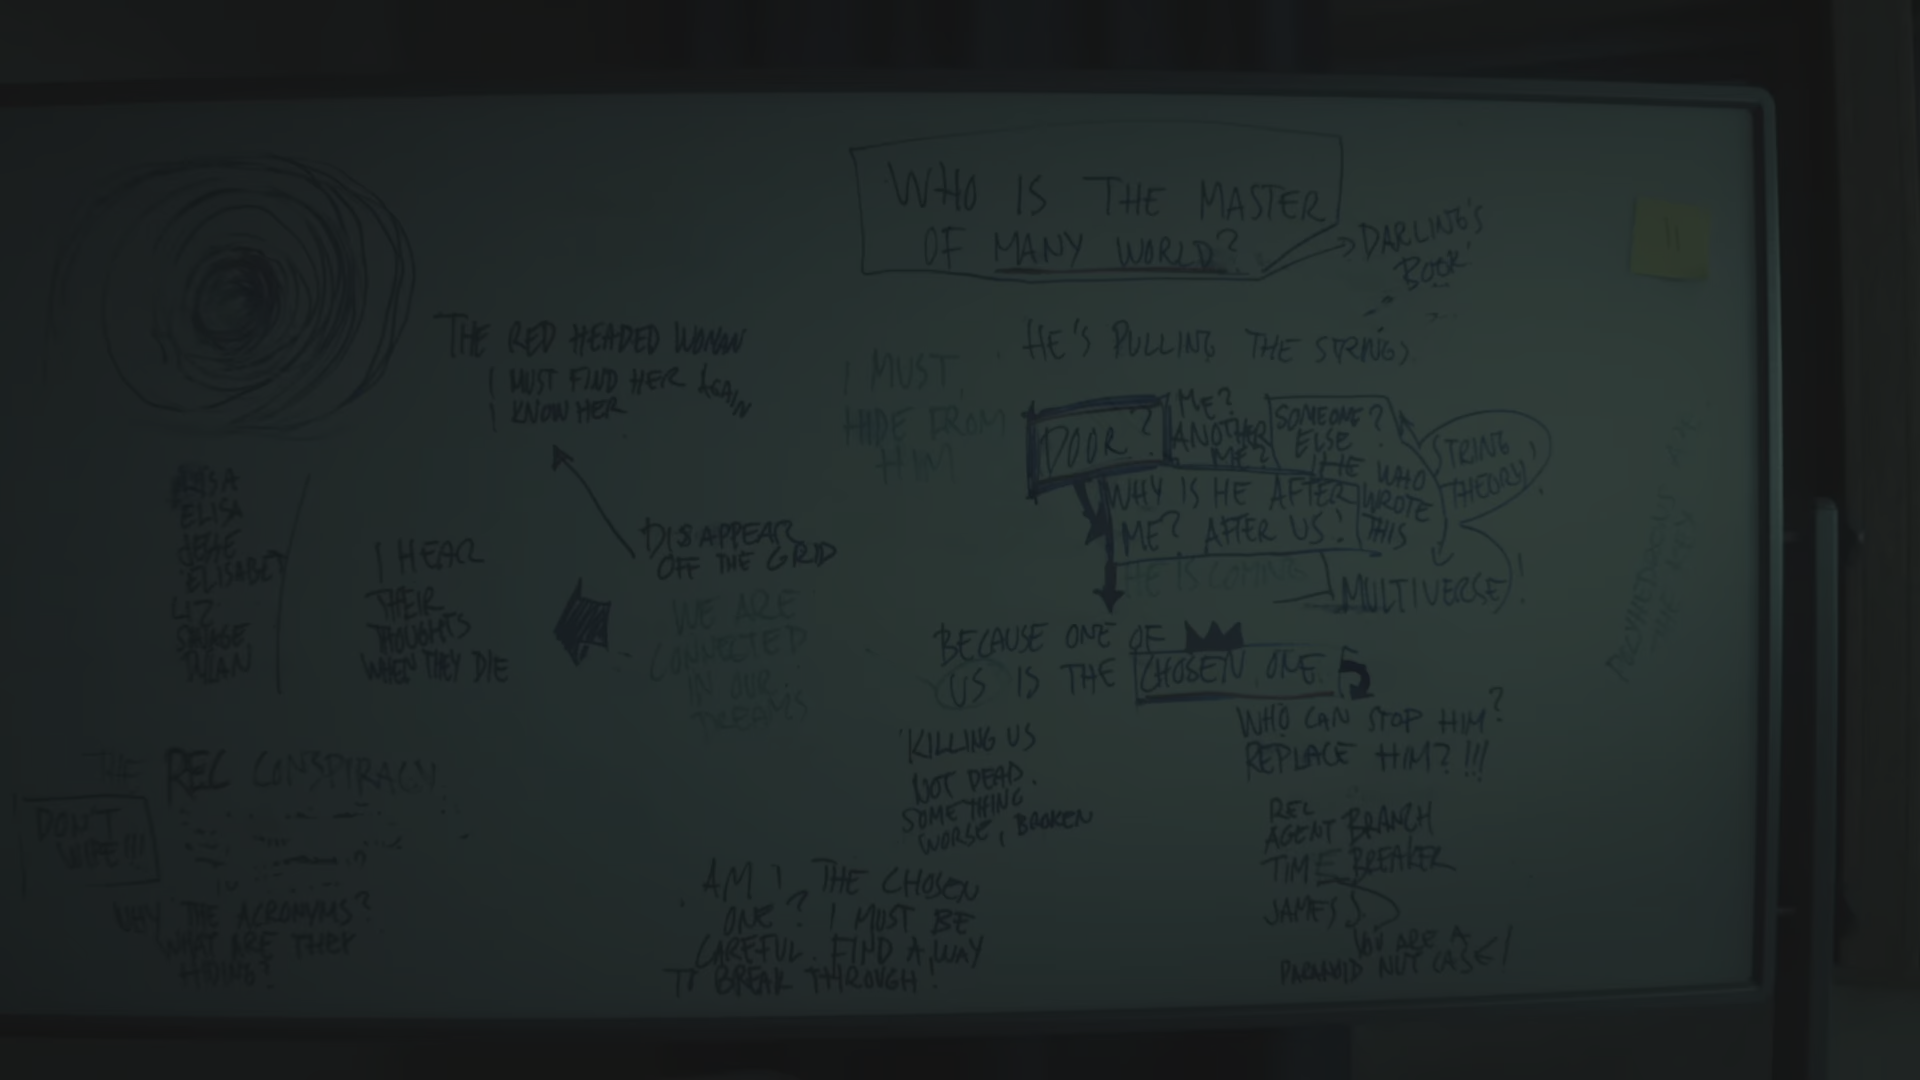 WHO IS THE MASTER
OF MANY WORLD?
DARLING'S
BOOK
HE'S PULLING THE STRINGS
THE RED HEADED WOMAN
I MUST FIND HER AGAIN
I KNOW HER
I MUST
HIDE FROM
HIM
DOOR?
ME?
ANOTHER
ME?
SOMEONE?
ELSE
HE WHO
WROTE
THIS
STRING
THEORY!
WHY IS HE AFTER
ME? AFTER US!
HE IS COMING
MULTIVERSE!
ELISA
ELISABET
LIZ
DYLAN
I HEAR
THEIR
THOUGHTS
WHEN THEY DIE
DISAPPEAR
OFF THE GRID
WE ARE
CONNECTED
IN OUR
DREAMS
BECAUSE ONE OF
US IS THE CHOSEN ONE
KILLING US
NOT DEAD.
SOMETHING
WORSE, BROKEN
WHO CAN STOP HIM?
REPLACE HIM?!!!
REC
AGENT BRANCH
TIME BREAKER
JAMES
YOU ARE A
PARANOID NUT CASE!
THE REC CONSPIRACY
DON'T
WIPE!!!
WHY THE ACRONYMS?
WHAT ARE THEY
HIDING?
AM I THE CHOSEN
ONE? I MUST BE
CAREFUL. FIND A WAY
TO BREAK THROUGH!